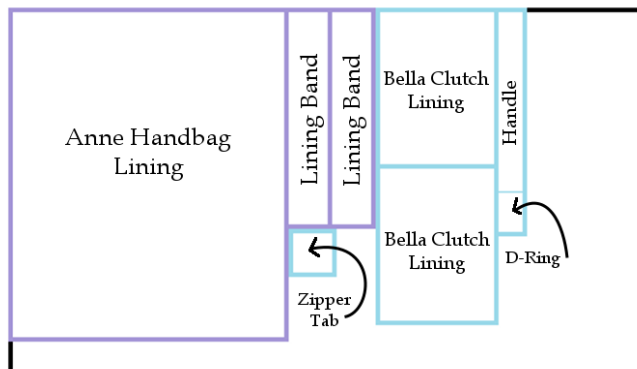 Anne Handbag
Lining
Lining Band
Lining Band
Bella Clutch
Lining
Handle
Bella Clutch
Lining
D-Ring
Zipper
Tab